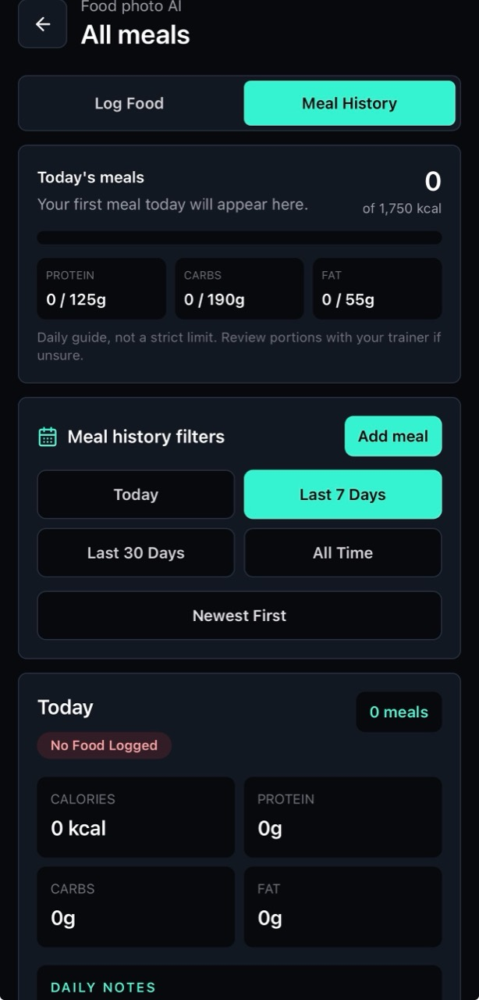 Food photo AI
All meals
Log Food
Meal History
Today's meals
0
Your first meal today will appear here.
of 1,750 kcal
PROTEIN
CARBS
FAT
0 / 125g
0 / 190g
0 / 55g
Daily guide, not a strict limit. Review portions with your trainer if
unsure.
Meal history filters
Add meal
Today
Last 7 Days
Last 30 Days
All Time
Newest First
Today
0 meals
No Food Logged
CALORIES
PROTEIN
0 kcal
0g
CARBS
FAT
0g
0g
DAILY NOTES